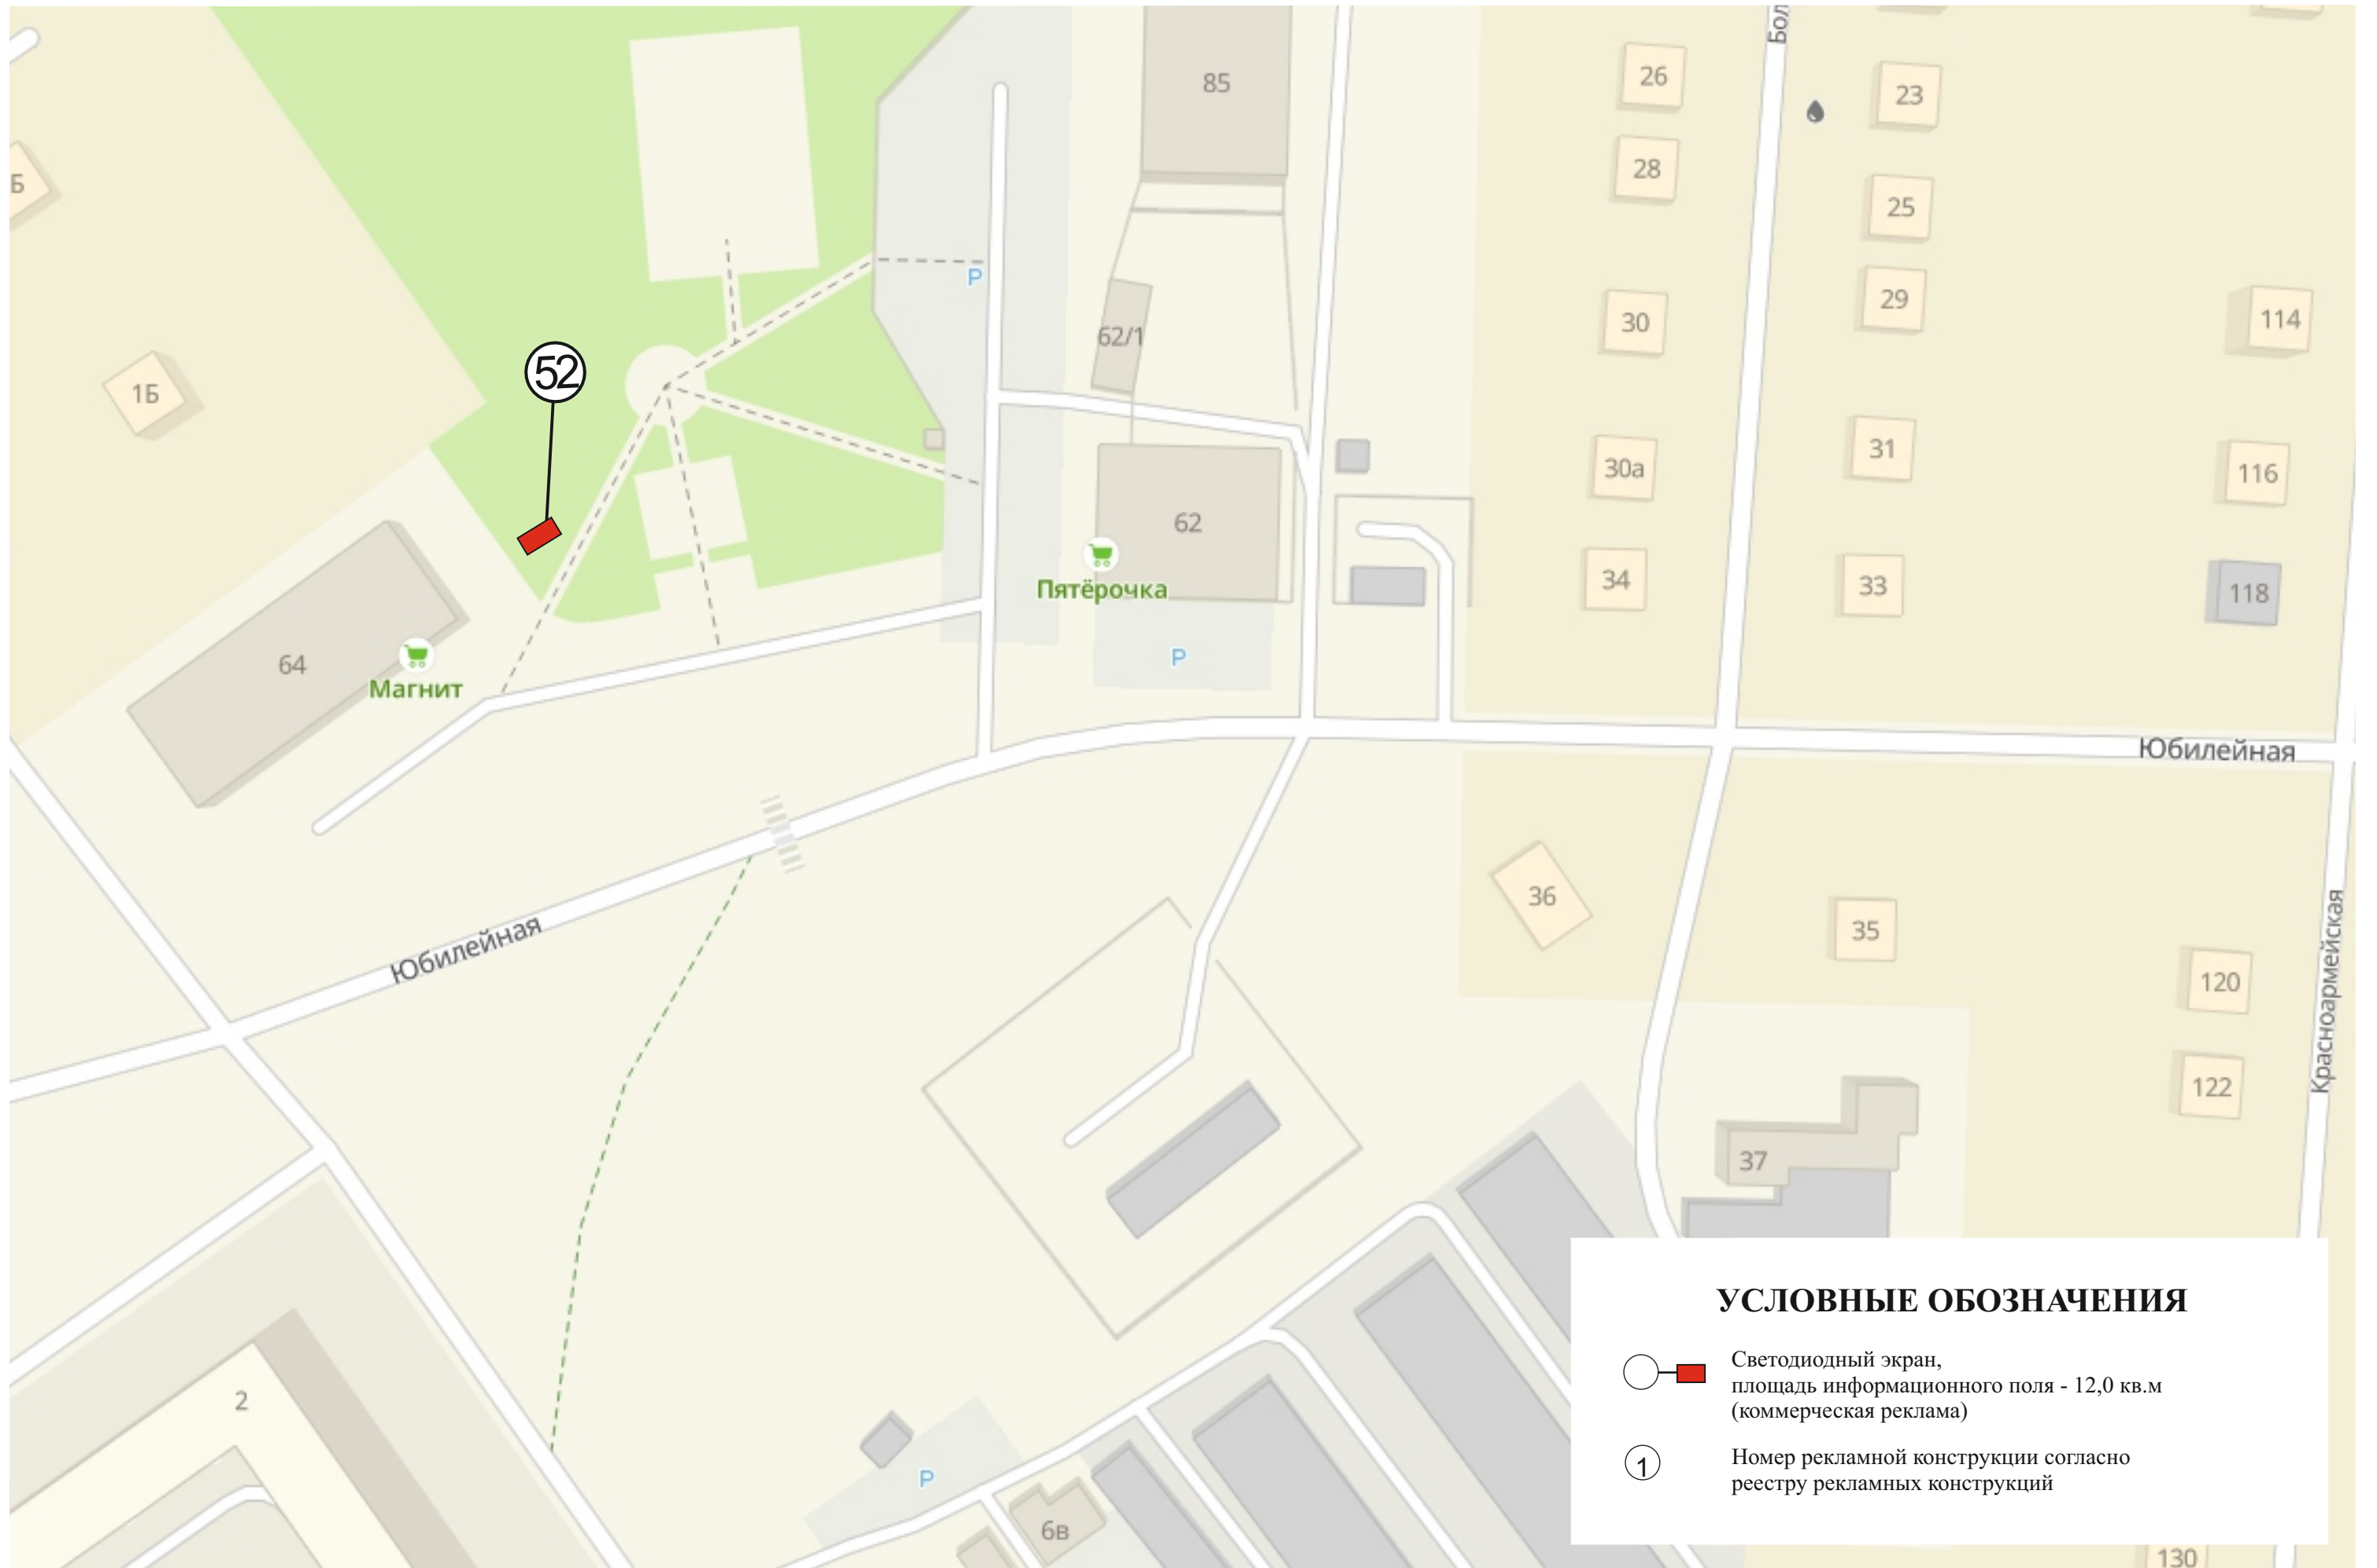 Бол
85
26
23
28
Б
25
29
30
114
62/1
52
1Б
31
30а
116
62
34
33
118
Пятёрочка
P
P
64
Магнит
Юбилейная
36
35
Юбилейная
Красноармейская
120
122
37
2
P
6в
130
УСЛОВНЫЕ ОБОЗНАЧЕНИЯ
Светодиодный экран,
площадь информационного поля - 12,0 кв.м
(коммерческая реклама)
1
Номер рекламной конструкции согласно
реестру рекламных конструкций